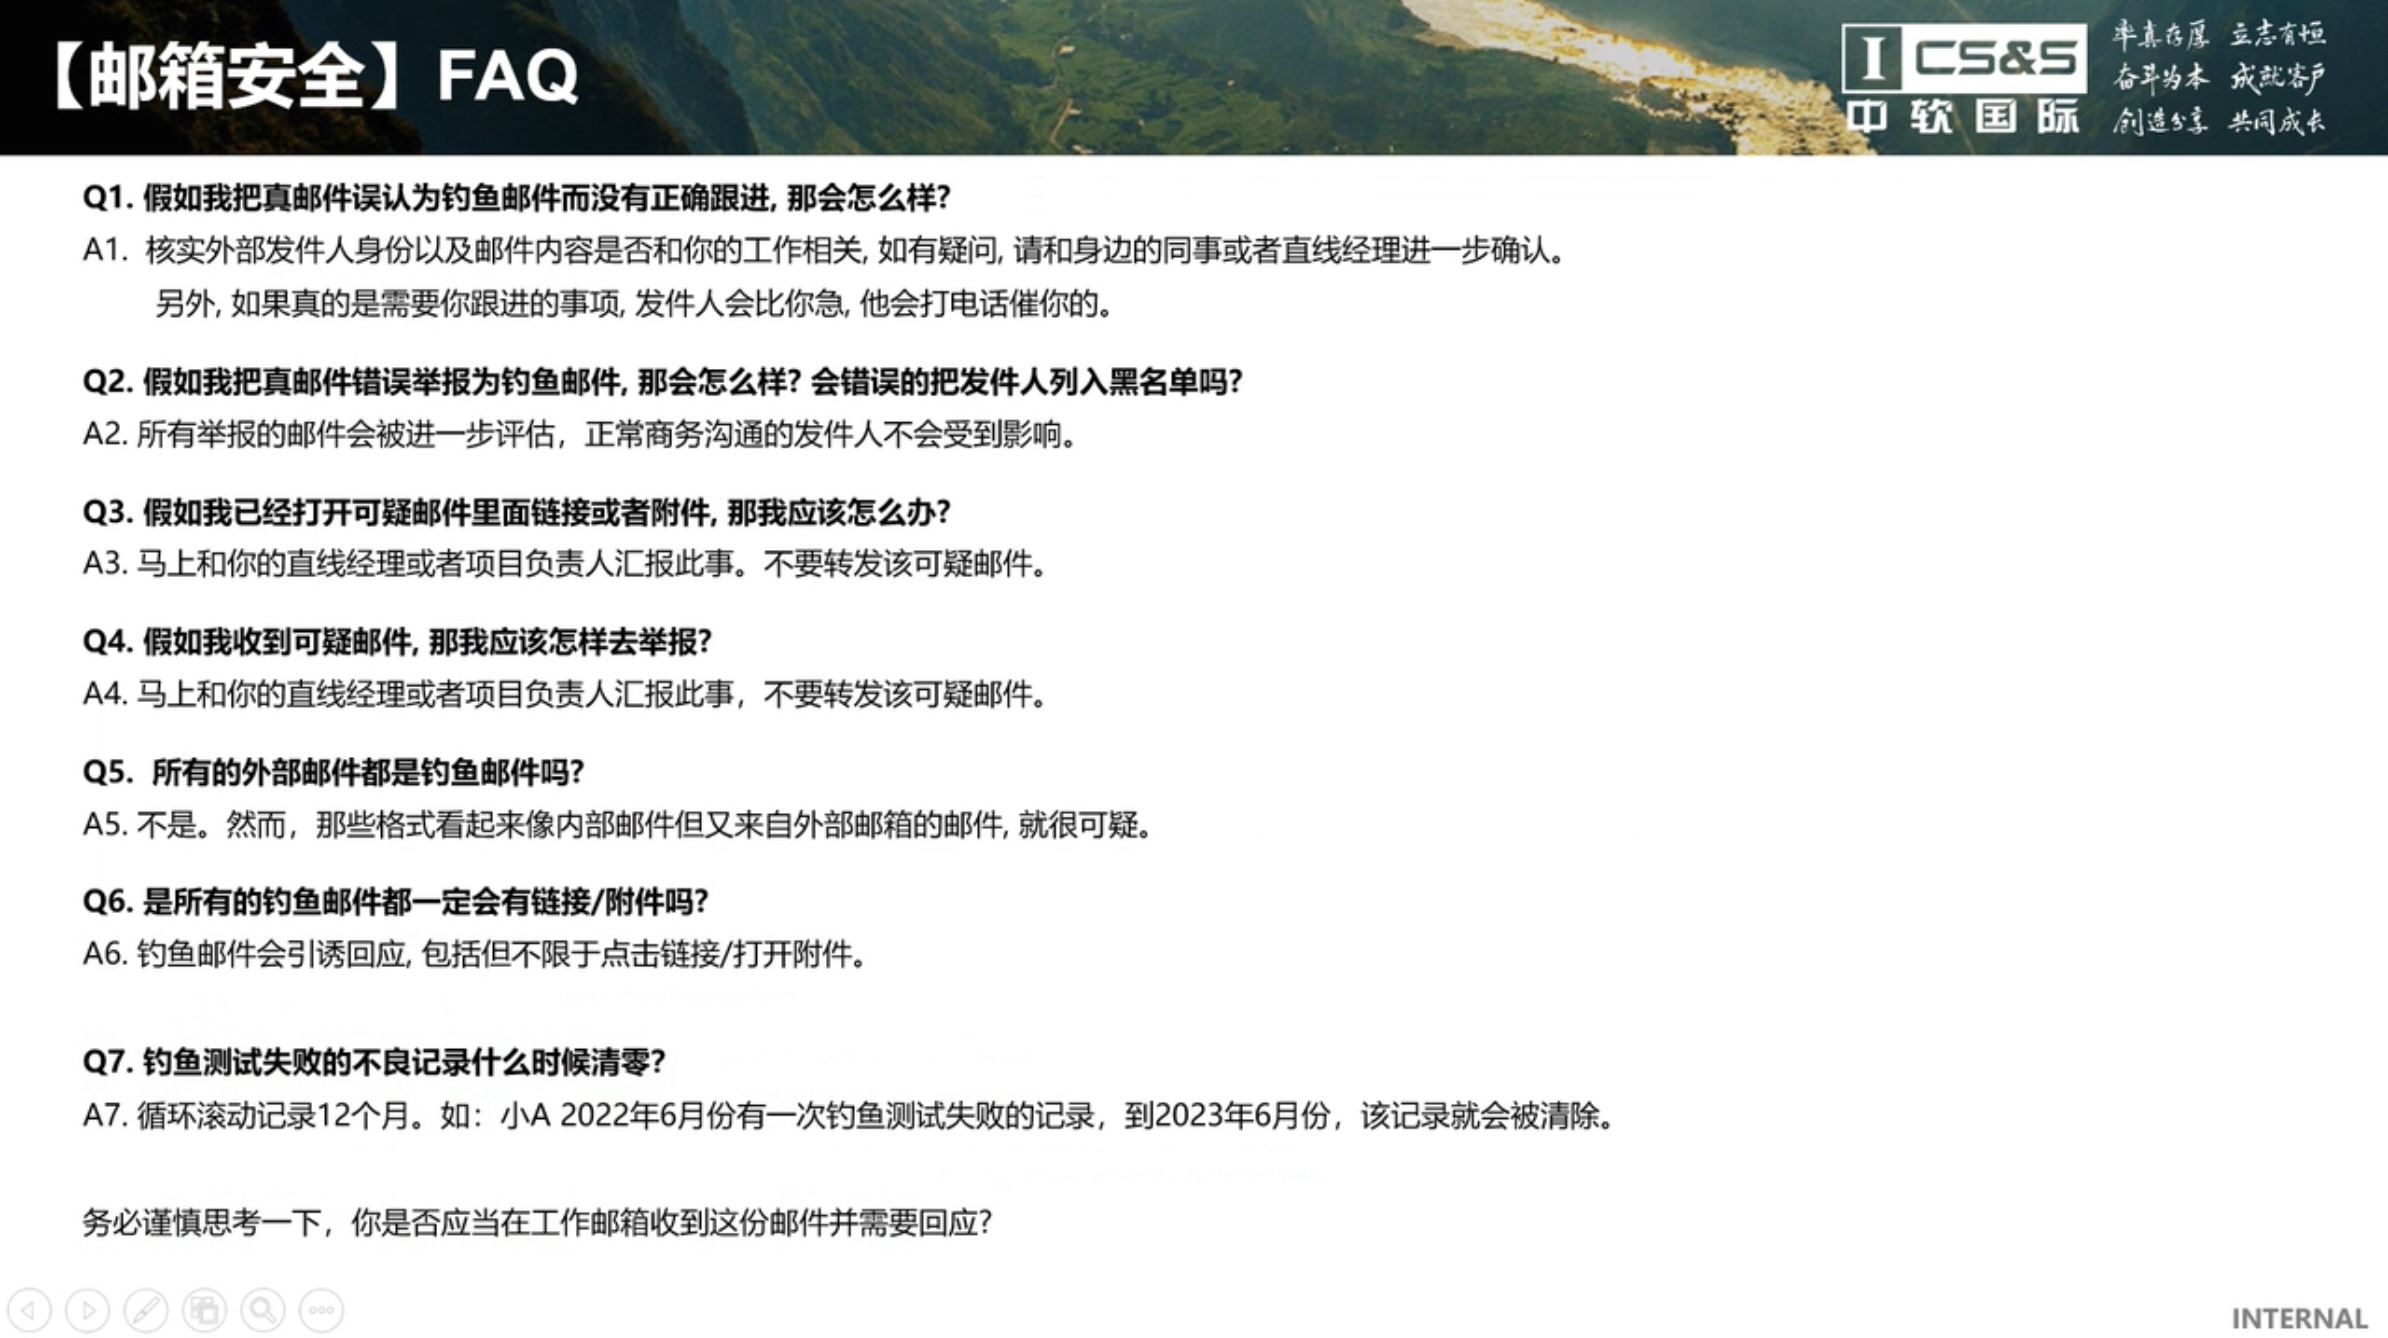 【邮箱安全】FAQ
I CS&S
中软国际
率真存厚 立志有恒
奋斗为本 成就客户
创造分享 共同成长
Q1. 假如我把真邮件误认为钓鱼邮件而没有正确跟进, 那会怎么样?
A1. 核实外部发件人身份以及邮件内容是否和你的工作相关, 如有疑问, 请和身边的同事或者直线经理进一步确认。
另外, 如果真的是需要你跟进的事项, 发件人会比你急, 他会打电话催你的。
Q2. 假如我把真邮件错误举报为钓鱼邮件, 那会怎么样? 会错误的把发件人列入黑名单吗?
A2. 所有举报的邮件会被进一步评估，正常商务沟通的发件人不会受到影响。
Q3. 假如我已经打开可疑邮件里面链接或者附件, 那我应该怎么办?
A3. 马上和你的直线经理或者项目负责人汇报此事。不要转发该可疑邮件。
Q4. 假如我收到可疑邮件, 那我应该怎样去举报?
A4. 马上和你的直线经理或者项目负责人汇报此事，不要转发该可疑邮件。
Q5. 所有的外部邮件都是钓鱼邮件吗?
A5. 不是。然而，那些格式看起来像内部邮件但又来自外部邮箱的邮件, 就很可疑。
Q6. 是所有的钓鱼邮件都一定会有链接/附件吗?
A6. 钓鱼邮件会引诱回应, 包括但不限于点击链接/打开附件。
Q7. 钓鱼测试失败的不良记录什么时候清零?
A7. 循环滚动记录12个月。如：小A 2022年6月份有一次钓鱼测试失败的记录，到2023年6月份，该记录就会被清除。
务必谨慎思考一下，你是否应当在工作邮箱收到这份邮件并需要回应?
INTERNAL